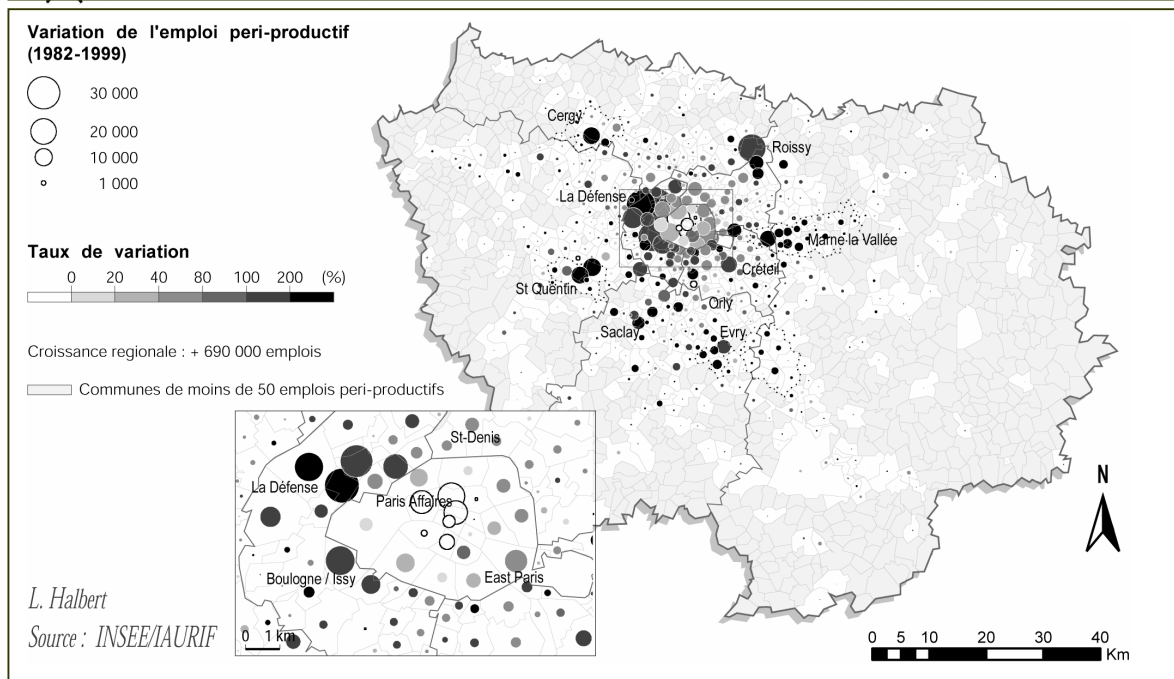 Variation de l'emploi peri-productif
(1982-1999)
30 000
20 000
10 000
1 000
Taux de variation
0 20 40 80 100 200 (%)
Croissance regionale : + 690 000 emplois
Communes de moins de 50 emplois peri-productifs
Cergy
Roissy
La Défense
Marne la Vallée
Créteil
St Quentin
Orly
Saclay
Evry
St-Denis
La Défense
Paris Affaires
Boulogne / Issy
East Paris
0 1 km
L. Halbert
Source : INSEE/IAURIF
N
0 5 10 20 30 40
Km